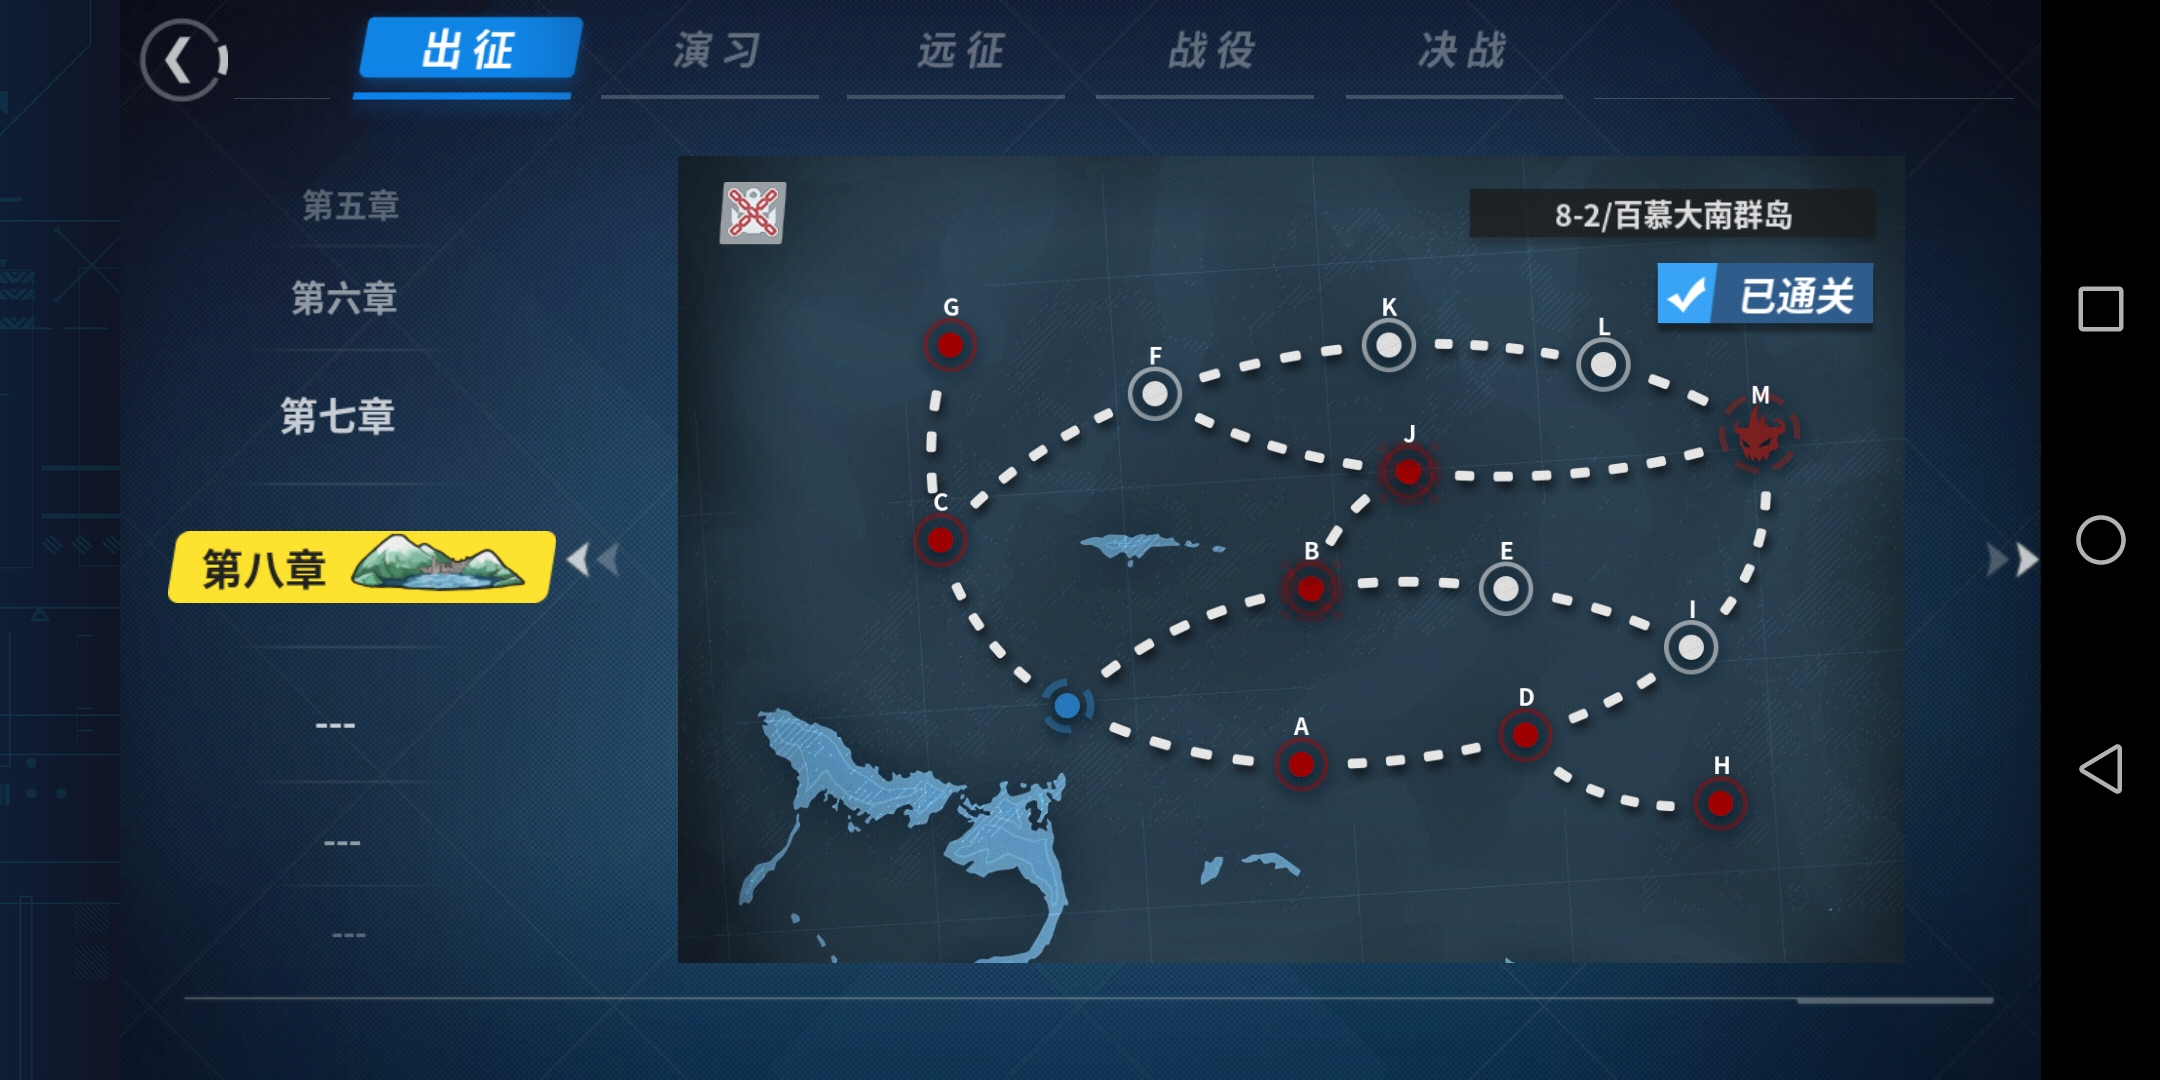 出征
演习
远征
战役
决战
第五章
第六章
第七章
第八章
---
---
---
8-2/百慕大南群岛
已通关
G
F
K
L
M
J
C
B
E
I
D
A
H